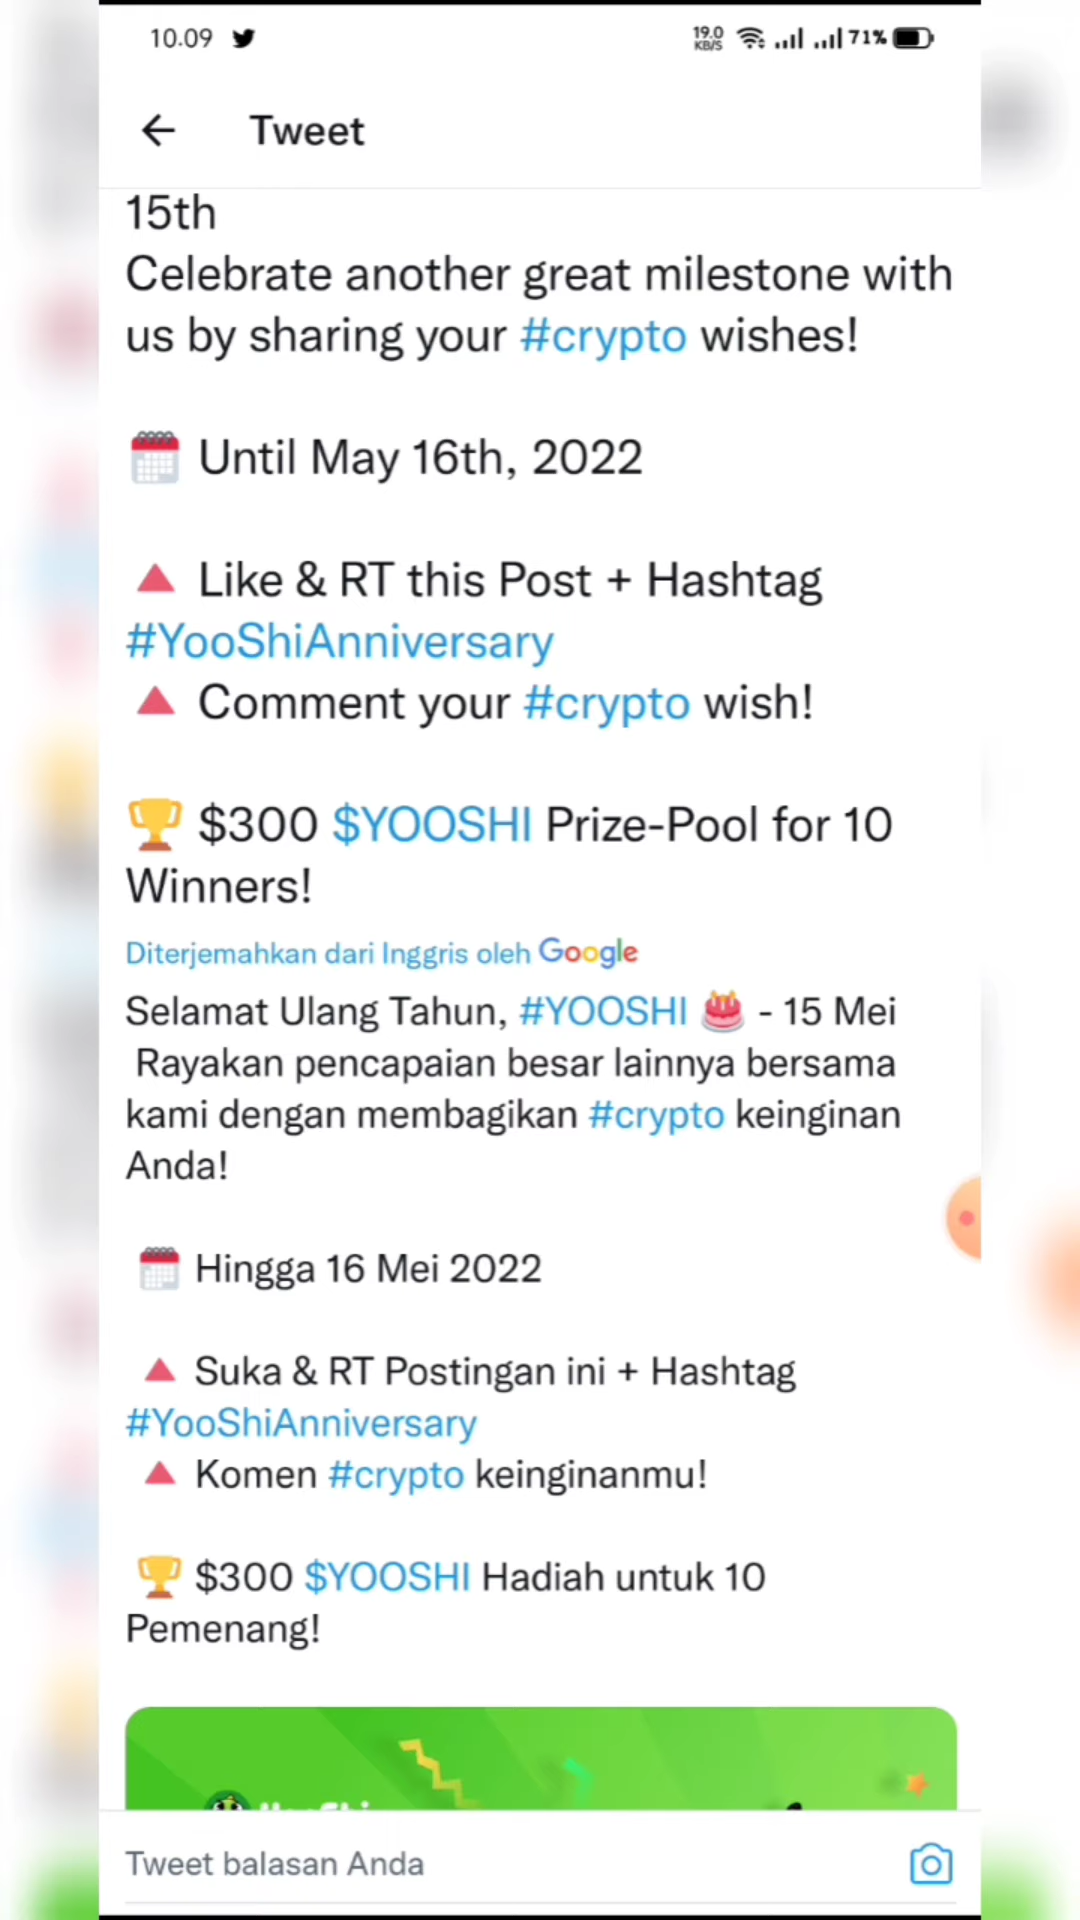 10.09
19.0
KB/S
71%
Tweet
15th
Celebrate another great milestone with
us by sharing your #crypto wishes!
Until May 16th, 2022
Like & RT this Post + Hashtag
#YooShiAnniversary
Comment your #crypto wish!
$300 $YOOSHI Prize-Pool for 10
Winners!
Diterjemahkan dari Inggris oleh Google
Selamat Ulang Tahun, #YOOSHI - 15 Mei
Rayakan pencapaian besar lainnya bersama
kami dengan membagikan #crypto keinginan
Anda!
Hingga 16 Mei 2022
Suka & RT Postingan ini + Hashtag
#YooShiAnniversary
Komen #crypto keinginanmu!
$300 $YOOSHI Hadiah untuk 10
Pemenang!
Tweet balasan Anda